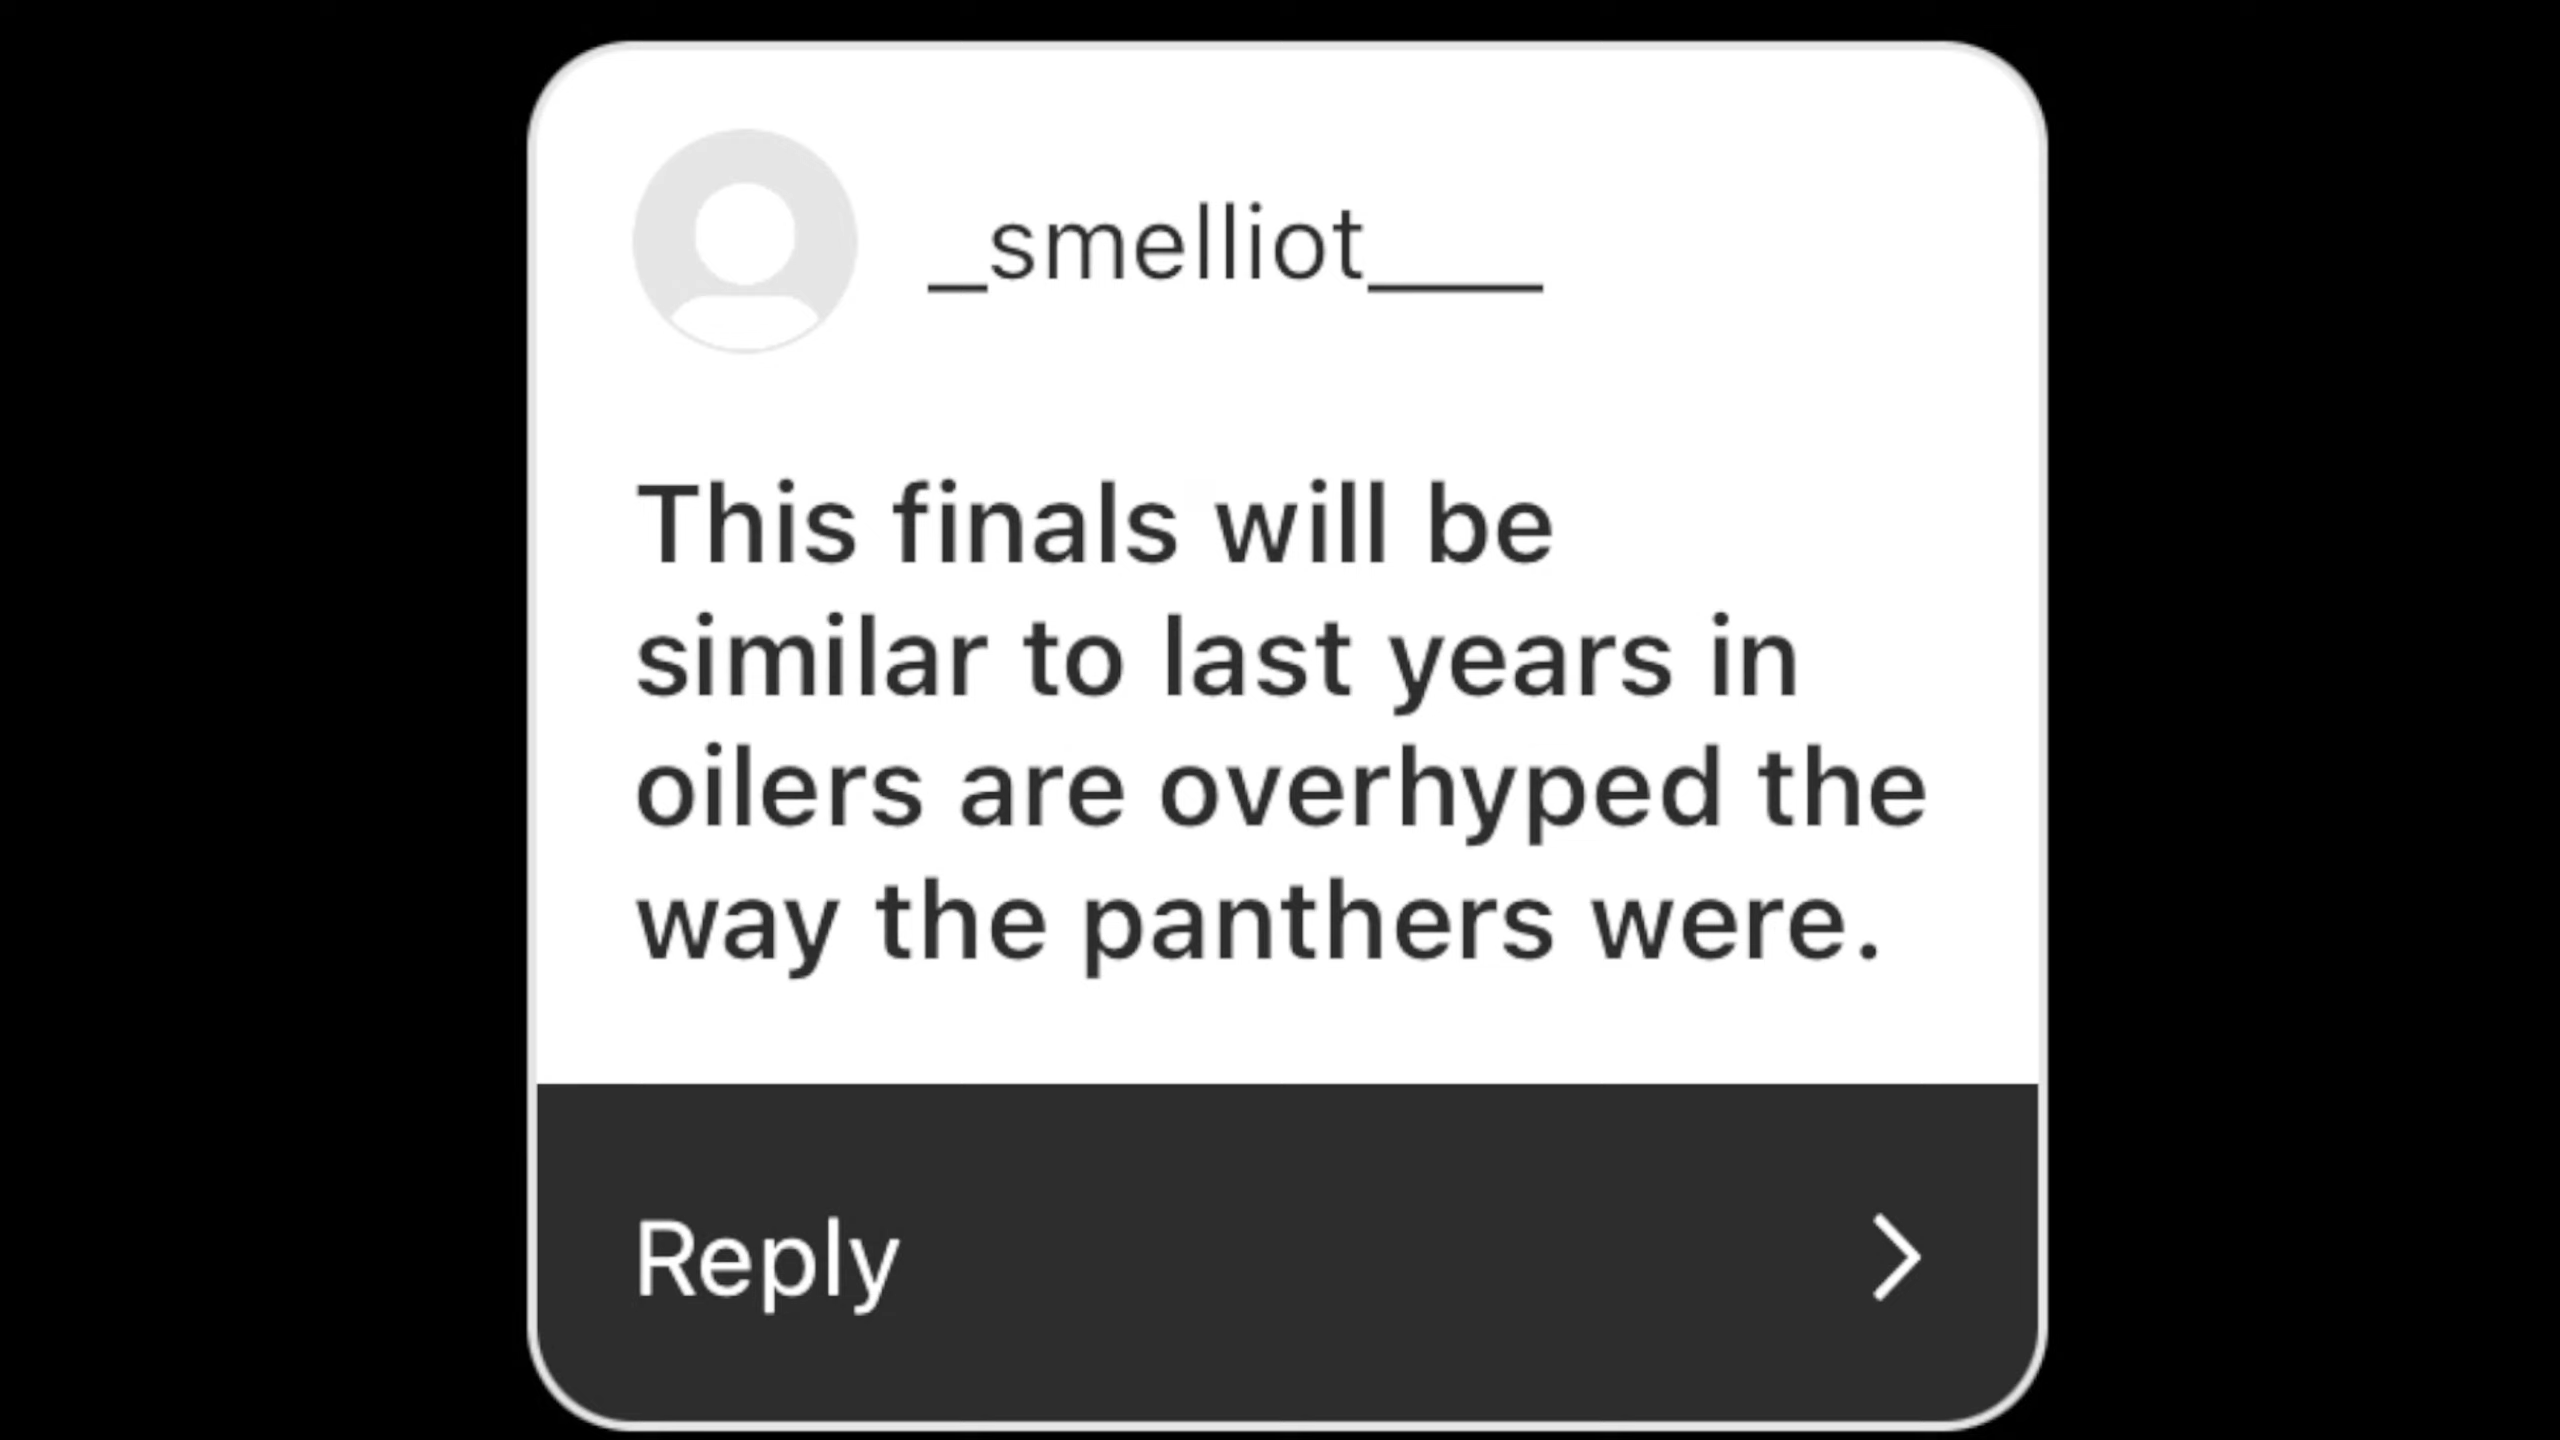 _smelliot___
This finals will be
similar to last years in
oilers are overhyped the
way the panthers were.
Reply